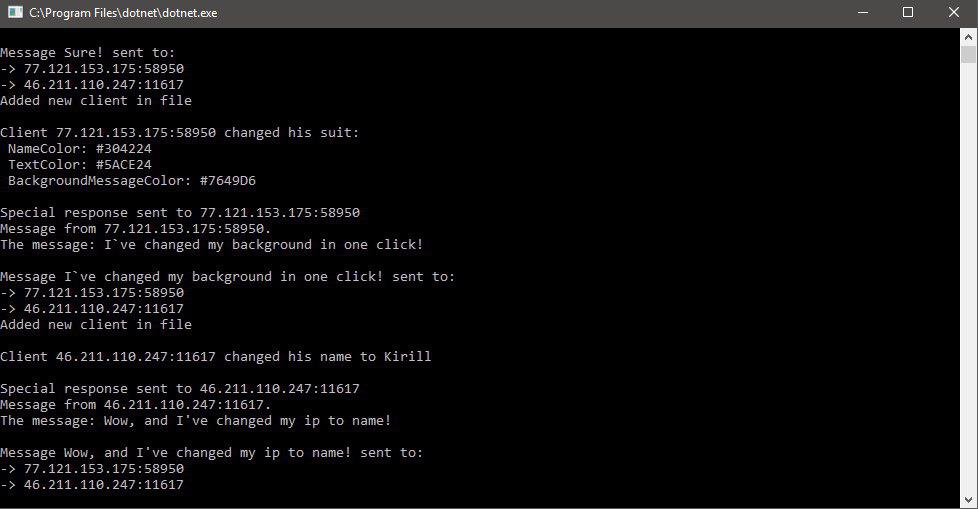 C:\Program Files\dotnet\dotnet.exe
Message Sure! sent to:
-> 77.121.153.175:58950
-> 46.211.110.247:11617
Added new client in file
Client 77.121.153.175:58950 changed his suit:
NameColor: #304224
TextColor: #5ACE24
BackgroundMessageColor: #7649D6
Special response sent to 77.121.153.175:58950
Message from 77.121.153.175:58950.
The message: I`ve changed my background in one click!
Message I`ve changed my background in one click! sent to:
-> 77.121.153.175:58950
-> 46.211.110.247:11617
Added new client in file
Client 46.211.110.247:11617 changed his name to Kirill
Special response sent to 46.211.110.247:11617
Message from 46.211.110.247:11617.
The message: Wow, and I've changed my ip to name!
Message Wow, and I've changed my ip to name! sent to:
-> 77.121.153.175:58950
-> 46.211.110.247:11617